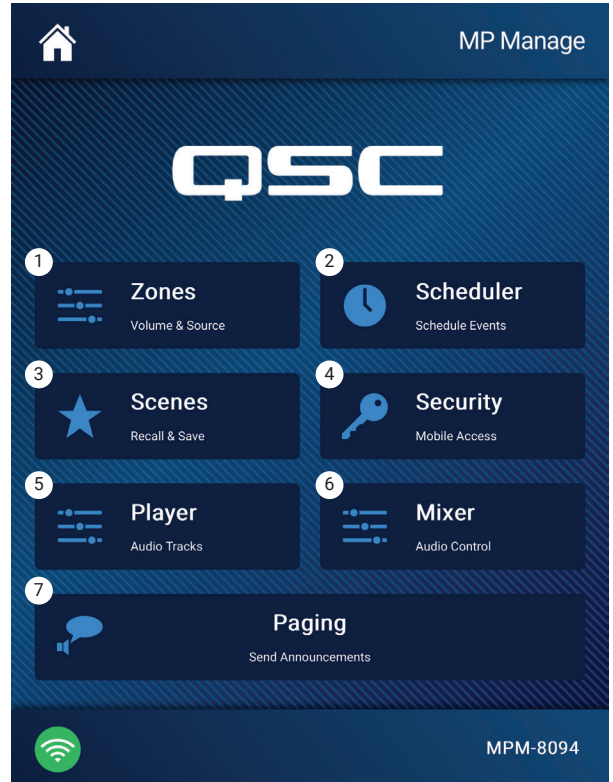 MP Manage
QSC
1
Zones
Volume & Source
2
Scheduler
Schedule Events
3
Scenes
Recall & Save
4
Security
Mobile Access
5
Player
Audio Tracks
6
Mixer
Audio Control
7
Paging
Send Announcements
MPM-8094